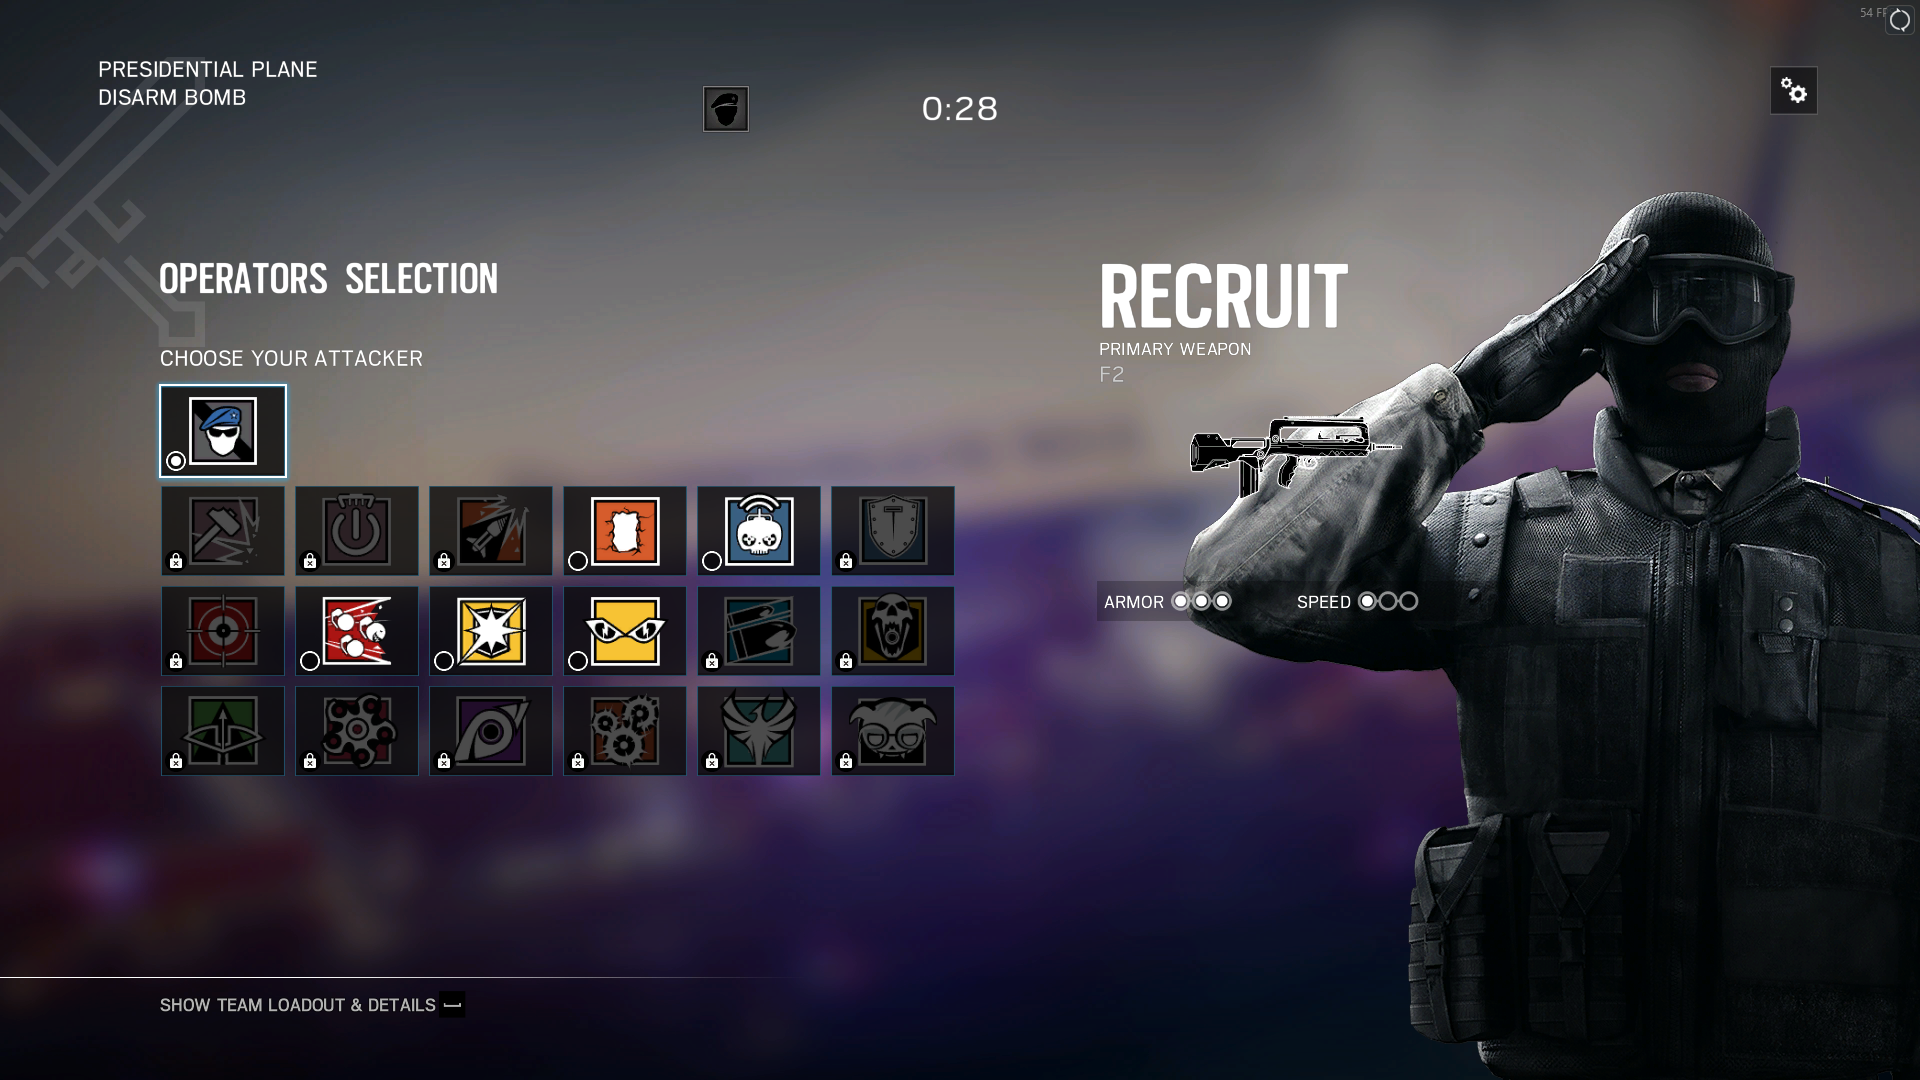 54
PRESIDENTIAL PLANE
DISARM BOMB
0:28
OPERATORS SELECTION
CHOOSE YOUR ATTACKER
RECRUIT
PRIMARY WEAPON
F2
ARMOR
SPEED
SHOW TEAM LOADOUT & DETAILS